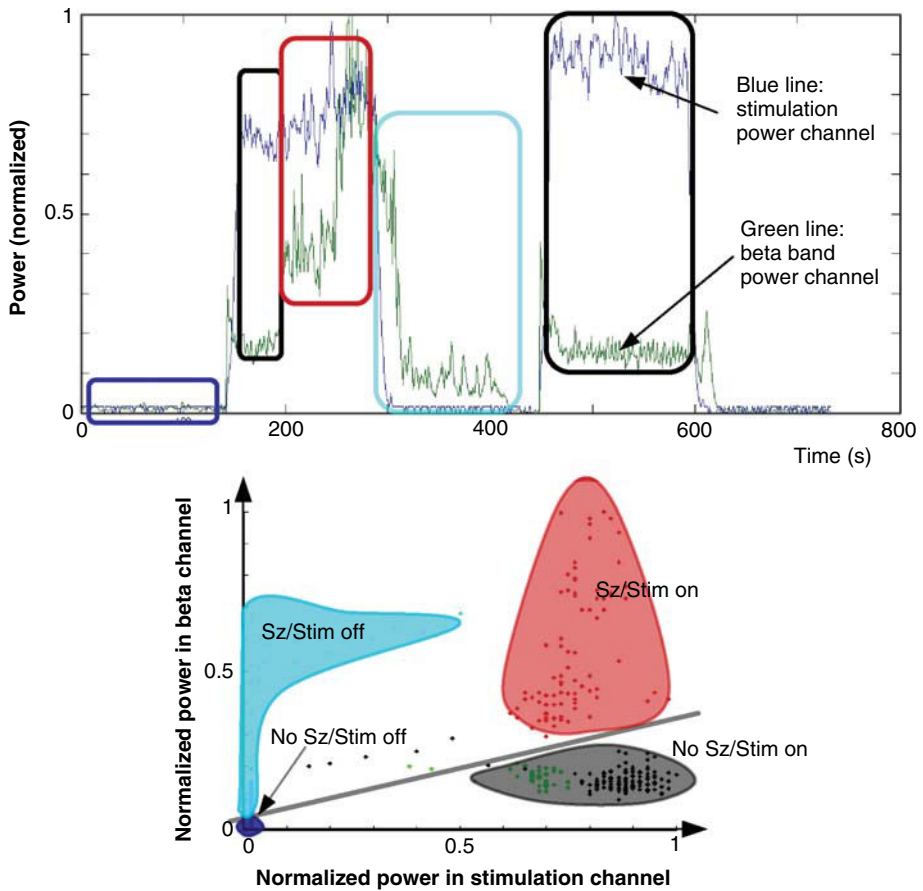 1
Blue line:
stimulation
power channel
Power (normalized)
0.5
Green line:
beta band
power channel
0
0 200 400 600 800
Time (s)
Normalized power in beta channel
1
Sz/Stim on
Sz/Stim off
0.5
No Sz/Stim off
No Sz/Stim on
0
0 0.5 1
Normalized power in stimulation channel